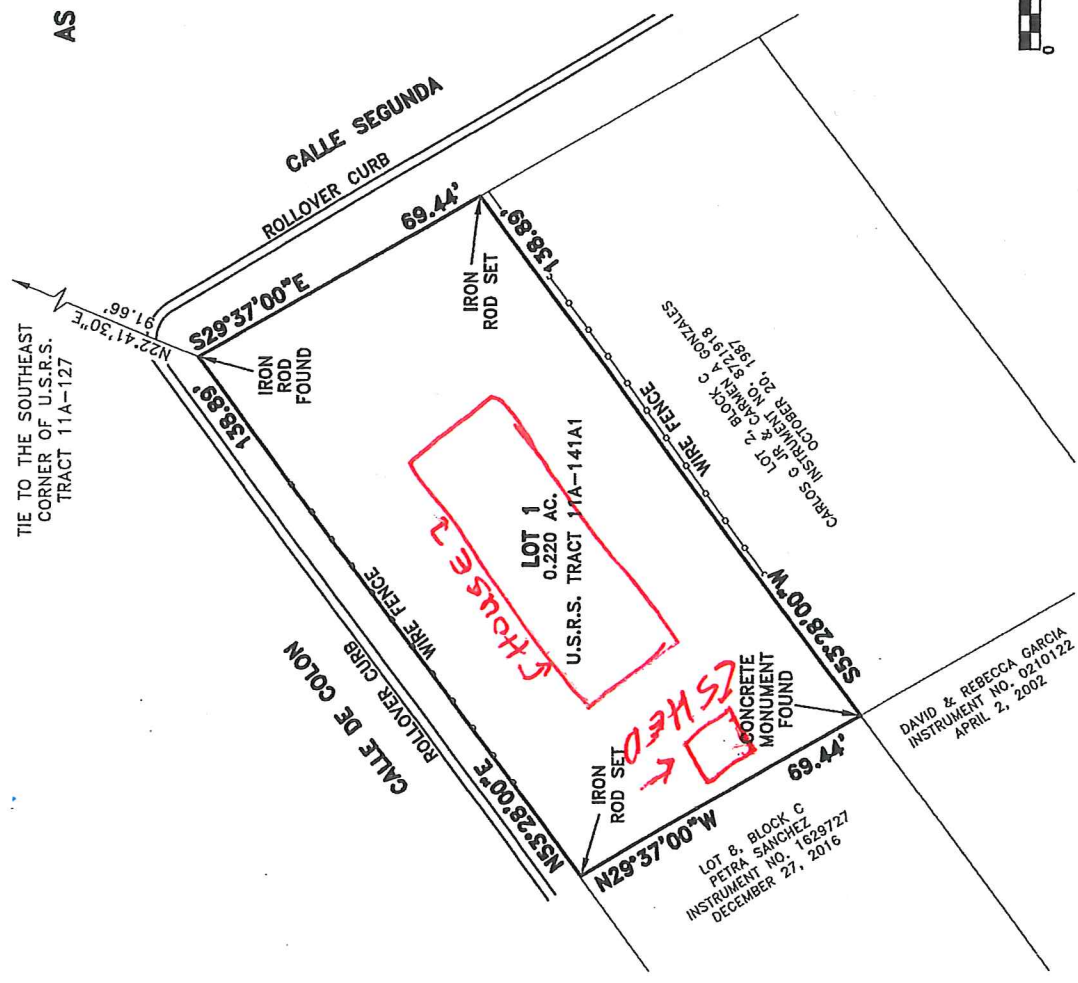 AS
TIE TO THE SOUTHEAST
CORNER OF U.S.R.S.
TRACT 11A-127
N22°41'30"E
91.66'
CALLE SEGUNDA
ROLLOVER CURB
S29°37'00"E
69.44'
IRON
ROD
FOUND
IRON
ROD SET
138.89'
CALLE DE COLON
ROLLOVER CURB
WIRE FENCE
N53°28'00"E
HOUSE
LOT 1
0.220 AC.
U.S.R.S. TRACT 11A-141A1
138.89'
WIRE FENCE
S53°28'00"W
LOT 2, BLOCK C
CARLOS G JR & CARMEN A GONZALES
INSTRUMENT NO. 8721918
OCTOBER 20, 1987
SHED
IRON
ROD SET
CONCRETE
MONUMENT
FOUND
N29°37'00"W
69.44'
LOT 8, BLOCK C
PETRA SANCHEZ
INSTRUMENT NO. 1629727
DECEMBER 27, 2016
DAVID & REBECCA GARCIA
INSTRUMENT NO. 0210122
APRIL 2, 2002
0